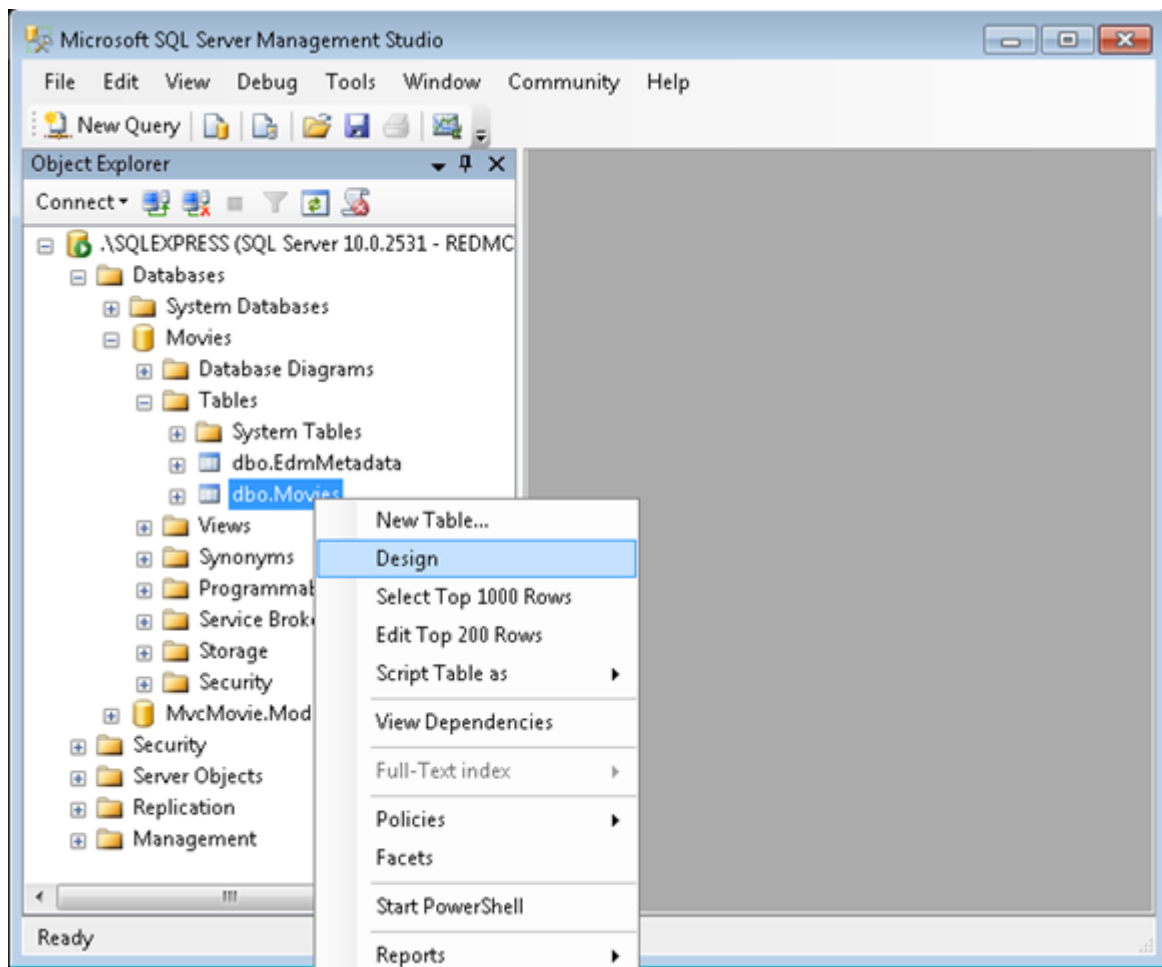 Microsoft SQL Server Management Studio
File Edit View Debug Tools Window Community Help
New Query
Object Explorer
Connect
.\SQLEXPRESS (SQL Server 10.0.2531 - REDMC
Databases
System Databases
Movies
Database Diagrams
Tables
System Tables
dbo.EdmMetadata
dbo.Movies
Views
Synonyms
Programmab
Service Broke
Storage
Security
MvcMovie.Mod
Security
Server Objects
Replication
Management
New Table...
Design
Select Top 1000 Rows
Edit Top 200 Rows
Script Table as
View Dependencies
Full-Text index
Policies
Facets
Start PowerShell
Reports
Ready